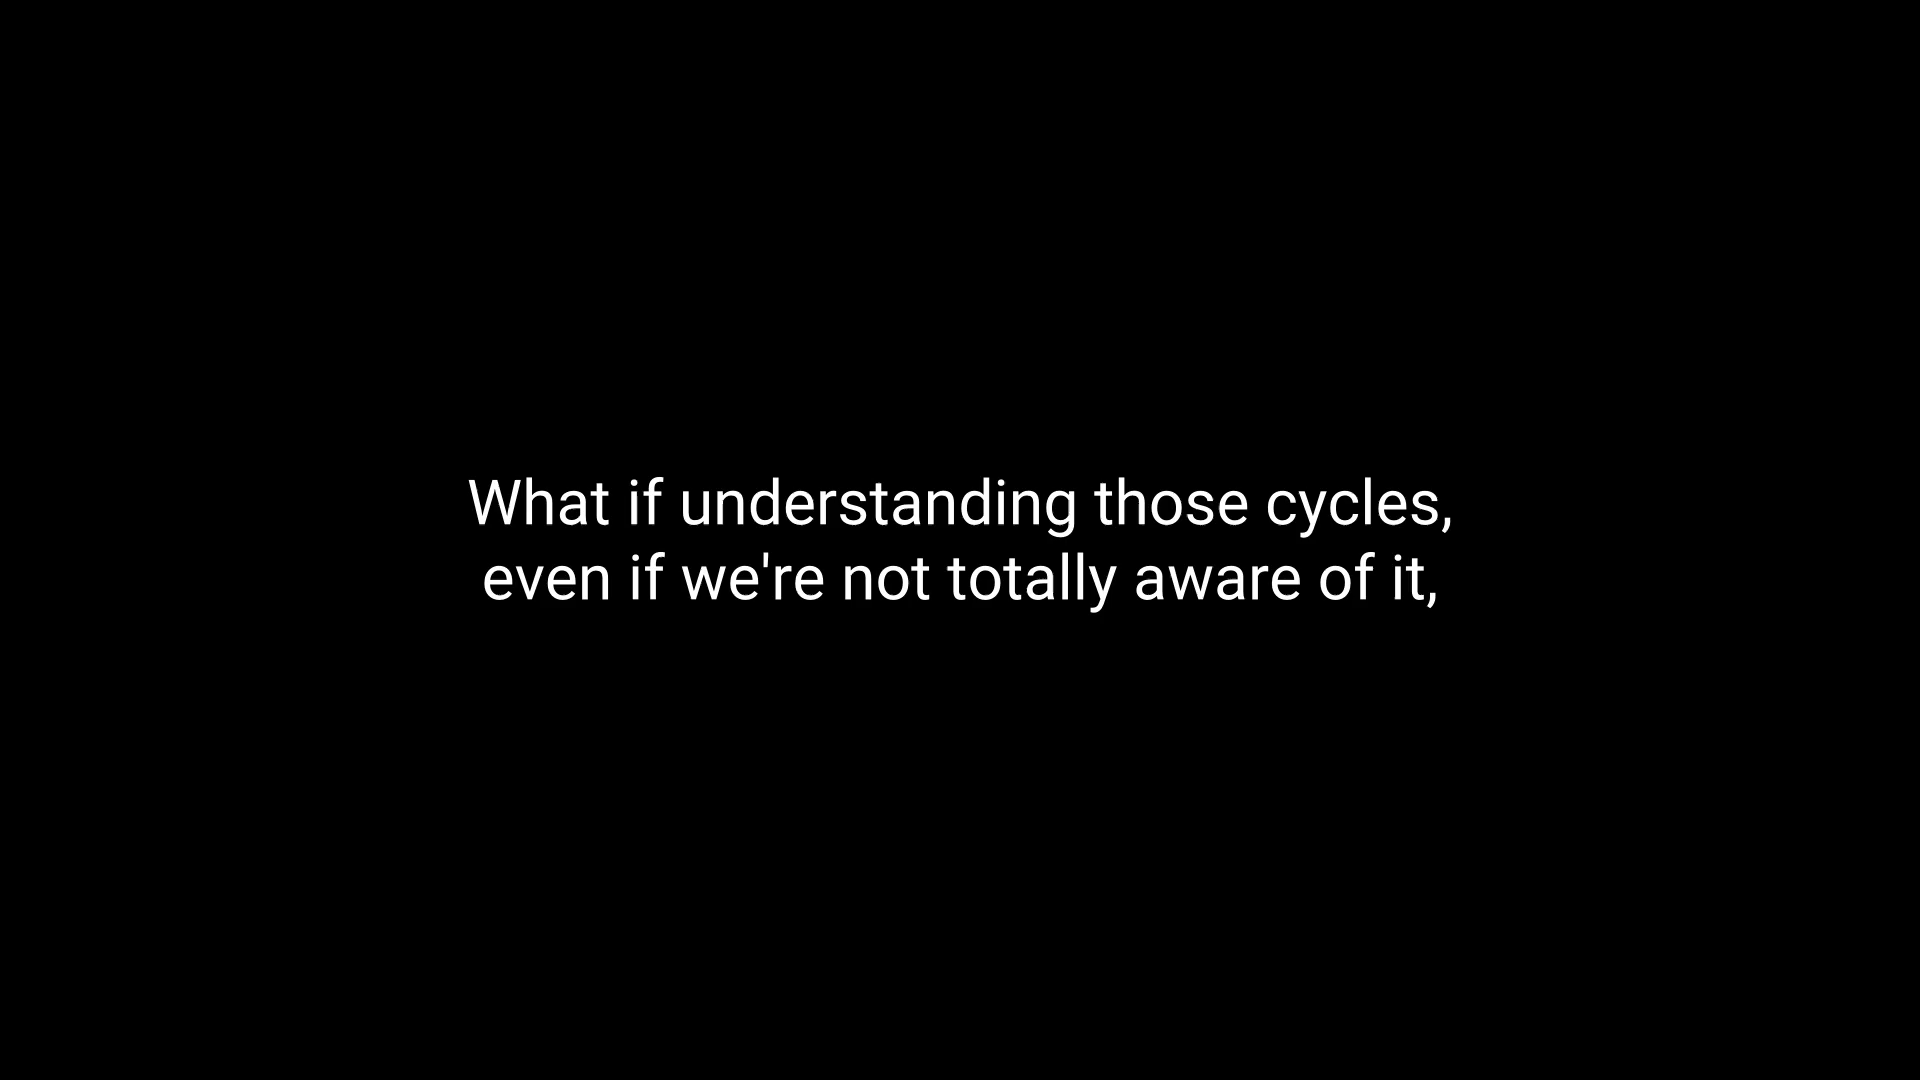 What if understanding those cycles,
even if we're not totally aware of it,